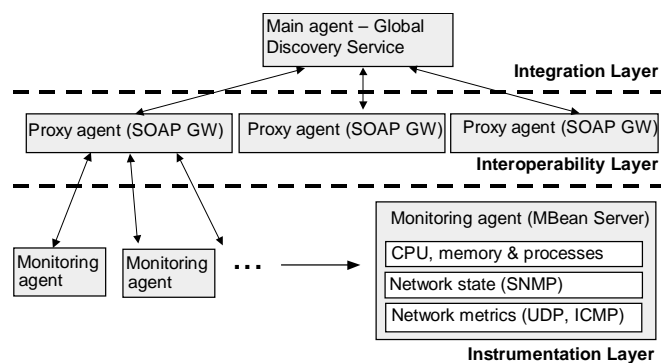 Main agent – Global
Discovery Service
Integration Layer
Proxy agent (SOAP GW)
Proxy agent (SOAP GW)
Proxy agent (SOAP GW)
Interoperability Layer
Monitoring agent (MBean Server)
CPU, memory & processes
Network state (SNMP)
Network metrics (UDP, ICMP)
Monitoring
agent
Monitoring
agent
...
Instrumentation Layer